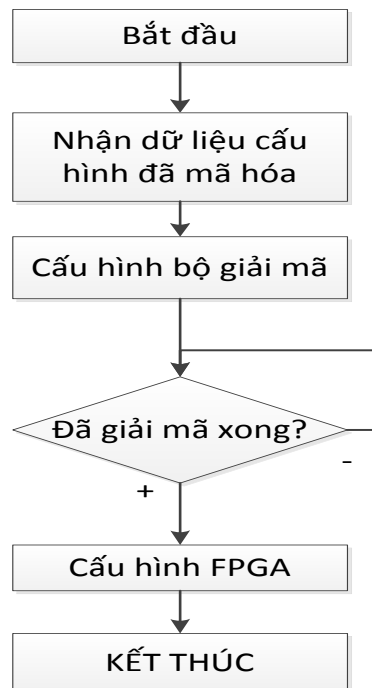 Bắt đầu
Nhận dữ liệu cấu
hình đã mã hóa
Cấu hình bộ giải mã
Đã giải mã xong?
-
+
Cấu hình FPGA
KẾT THÚC